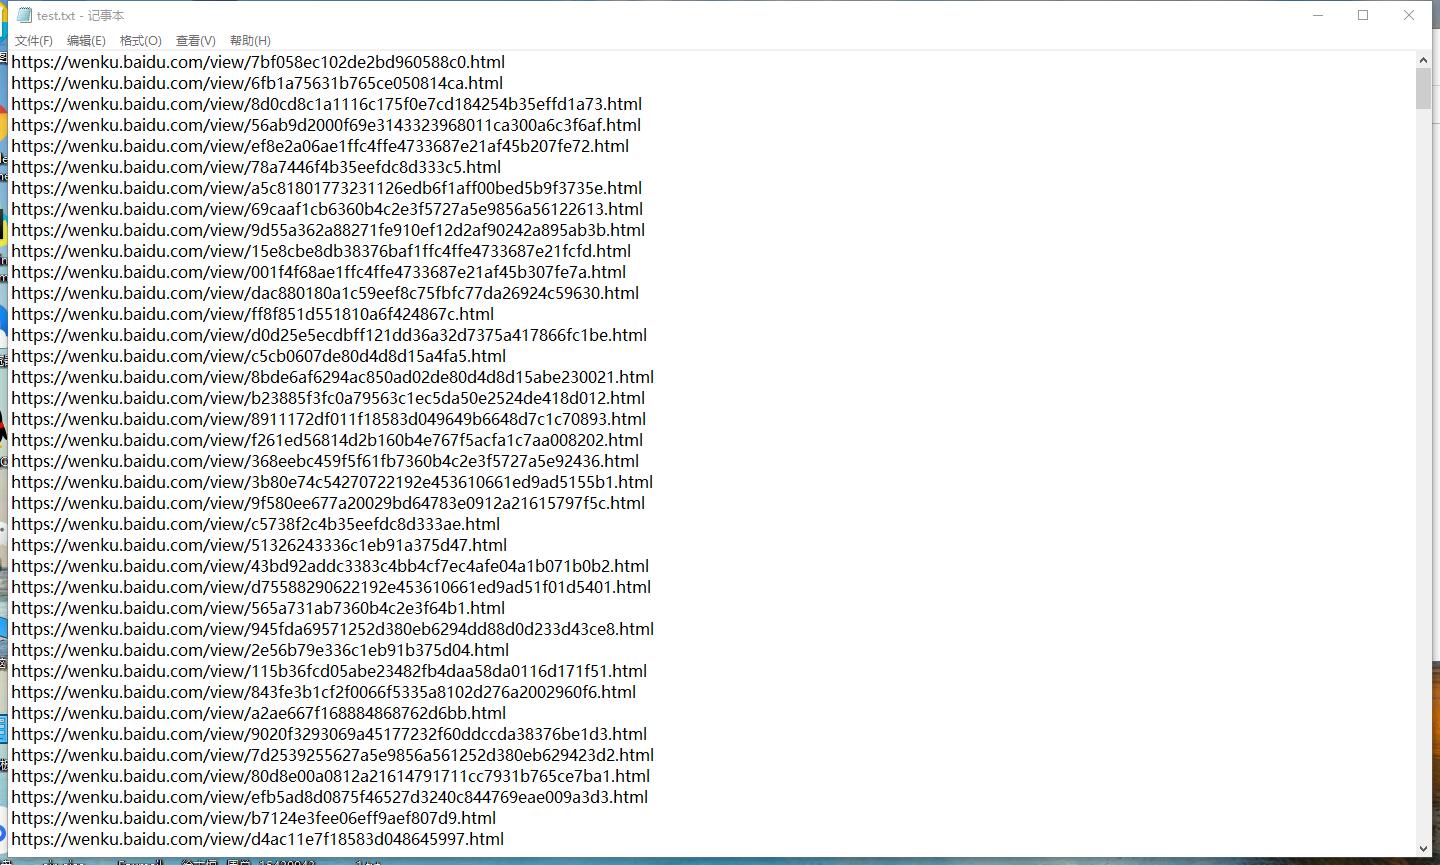 test.txt - 记事本
文件(F) 编辑(E) 格式(O) 查看(V) 帮助(H)
https://wenku.baidu.com/view/7bf058ec102de2bd960588c0.html
https://wenku.baidu.com/view/6fb1a75631b765ce050814ca.html
https://wenku.baidu.com/view/8d0cd8c1a1116c175f0e7cd184254b35effd1a73.html
https://wenku.baidu.com/view/56ab9d2000f69e3143323968011ca300a6c3f6af.html
https://wenku.baidu.com/view/ef8e2a06ae1ffc4ffe4733687e21af45b207fe72.html
https://wenku.baidu.com/view/78a7446f4b35eefdc8d333c5.html
https://wenku.baidu.com/view/a5c81801773231126edb6f1aff00bed5b9f3735e.html
https://wenku.baidu.com/view/69caaf1cb6360b4c2e3f5727a5e9856a56122613.html
https://wenku.baidu.com/view/9d55a362a88271fe910ef12d2af90242a895ab3b.html
https://wenku.baidu.com/view/15e8cbe8db38376baf1ffc4ffe4733687e21fcfd.html
https://wenku.baidu.com/view/001f4f68ae1ffc4ffe4733687e21af45b307fe7a.html
https://wenku.baidu.com/view/dac880180a1c59eef8c75fbfc77da26924c59630.html
https://wenku.baidu.com/view/ff8f851d551810a6f424867c.html
https://wenku.baidu.com/view/d0d25e5ecdbff121dd36a32d7375a417866fc1be.html
https://wenku.baidu.com/view/c5cb0607de80d4d8d15a4fa5.html
https://wenku.baidu.com/view/8bde6af6294ac850ad02de80d4d8d15abe230021.html
https://wenku.baidu.com/view/b23885f3fc0a79563c1ec5da50e2524de418d012.html
https://wenku.baidu.com/view/8911172df011f18583d049649b6648d7c1c70893.html
https://wenku.baidu.com/view/f261ed56814d2b160b4e767f5acfa1c7aa008202.html
https://wenku.baidu.com/view/368eebc459f5f61fb7360b4c2e3f5727a5e92436.html
https://wenku.baidu.com/view/3b80e74c54270722192e453610661ed9ad5155b1.html
https://wenku.baidu.com/view/9f580ee677a20029bd64783e0912a21615797f5c.html
https://wenku.baidu.com/view/c5738f2c4b35eefdc8d333ae.html
https://wenku.baidu.com/view/51326243336c1eb91a375d47.html
https://wenku.baidu.com/view/43bd92addc3383c4bb4cf7ec4afe04a1b071b0b2.html
https://wenku.baidu.com/view/d75588290622192e453610661ed9ad51f01d5401.html
https://wenku.baidu.com/view/565a731ab7360b4c2e3f64b1.html
https://wenku.baidu.com/view/945fda69571252d380eb6294dd88d0d233d43ce8.html
https://wenku.baidu.com/view/2e56b79e336c1eb91b375d04.html
https://wenku.baidu.com/view/115b36fcd05abe23482fb4daa58da0116d171f51.html
https://wenku.baidu.com/view/843fe3b1cf2f0066f5335a8102d276a2002960f6.html
https://wenku.baidu.com/view/a2ae667f168884868762d6bb.html
https://wenku.baidu.com/view/9020f3293069a45177232f60ddccda38376be1d3.html
https://wenku.baidu.com/view/7d2539255627a5e9856a561252d380eb629423d2.html
https://wenku.baidu.com/view/80d8e00a0812a21614791711cc7931b765ce7ba1.html
https://wenku.baidu.com/view/efb5ad8d0875f46527d3240c844769eae009a3d3.html
https://wenku.baidu.com/view/b7124e3fee06eff9aef807d9.html
https://wenku.baidu.com/view/d4ac11e7f18583d048645997.html